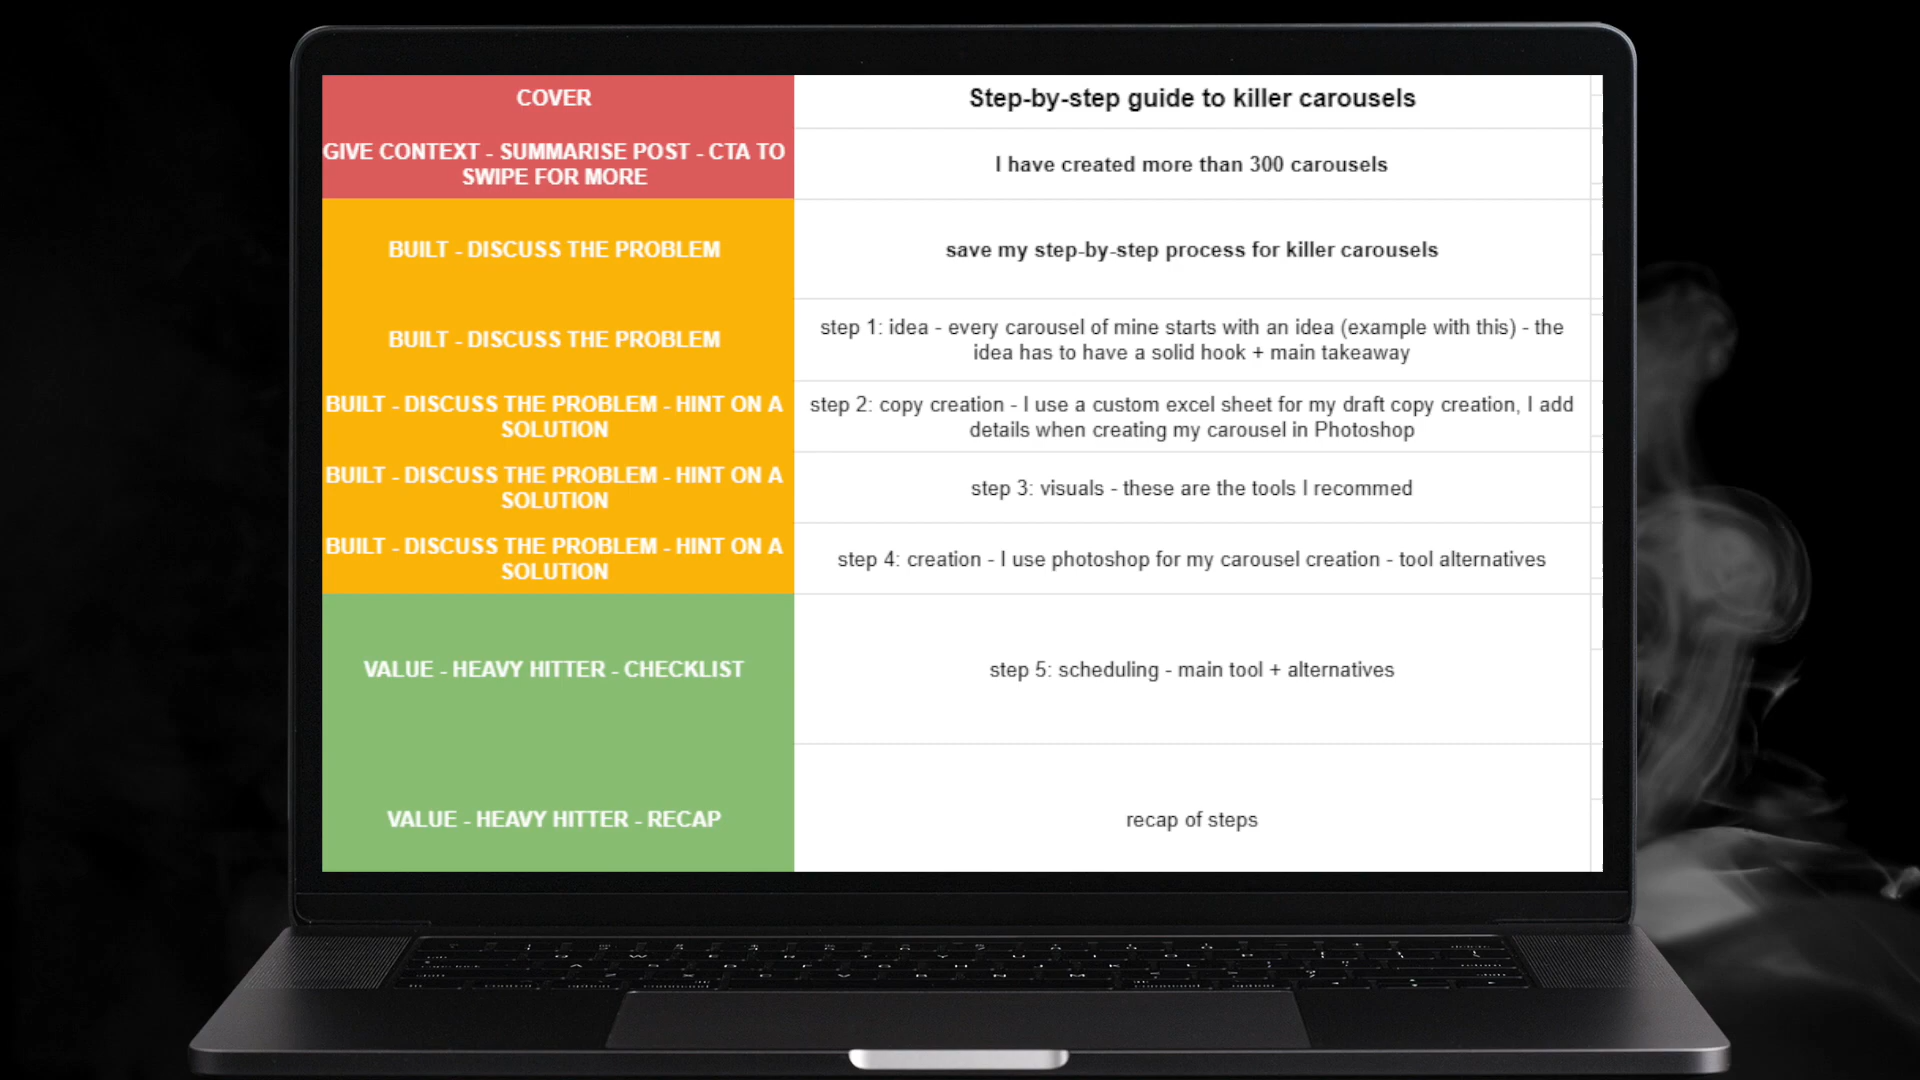 COVER
Step-by-step guide to killer carousels
GIVE CONTEXT - SUMMARISE POST - CTA TO
SWIPE FOR MORE
I have created more than 300 carousels
BUILT - DISCUSS THE PROBLEM
save my step-by-step process for killer carousels
BUILT - DISCUSS THE PROBLEM
step 1: idea - every carousel of mine starts with an idea (example with this) - the
idea has to have a solid hook + main takeaway
BUILT - DISCUSS THE PROBLEM - HINT ON A
SOLUTION
step 2: copy creation - I use a custom excel sheet for my draft copy creation, I add
details when creating my carousel in Photoshop
BUILT - DISCUSS THE PROBLEM - HINT ON A
SOLUTION
step 3: visuals - these are the tools I recommed
BUILT - DISCUSS THE PROBLEM - HINT ON A
SOLUTION
step 4: creation - I use photoshop for my carousel creation - tool alternatives
VALUE - HEAVY HITTER - CHECKLIST
step 5: scheduling - main tool + alternatives
VALUE - HEAVY HITTER - RECAP
recap of steps